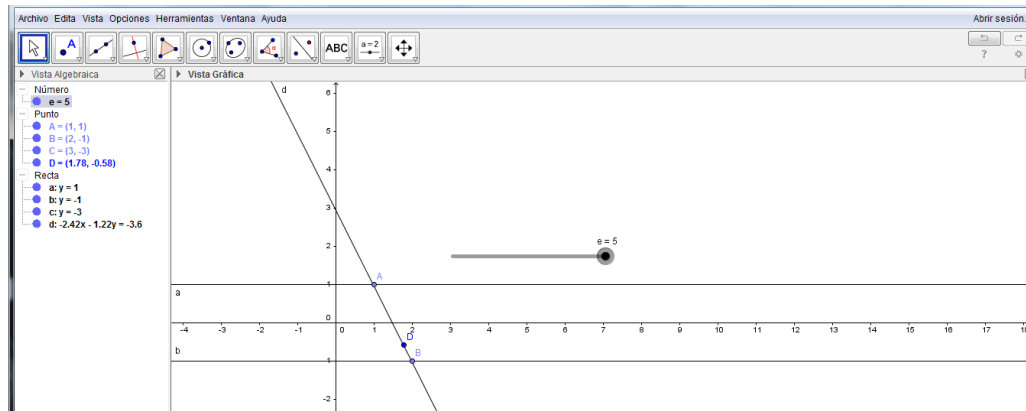 Archivo Edita Vista Opciones Herramientas Ventana Ayuda
Abrir sesión.
A
α
ABC
a=2
?
Vista Algebraica
Vista Gráfica
Número
e = 5
Punto
A = (1, 1)
B = (2, -1)
C = (3, -3)
D = (1.78, -0.58)
Recta
a: y = 1
b: y = -1
c: y = -3
d: -2.42x - 1.22y = -3.6
d
6
5
4
3
2
e = 5
A
1
a
0
-4 -3 -2 -1 0 1 2 3 4 5 6 7 8 9 10 11 12 13 14 15 16 17 18
D
b
B
-1
-2